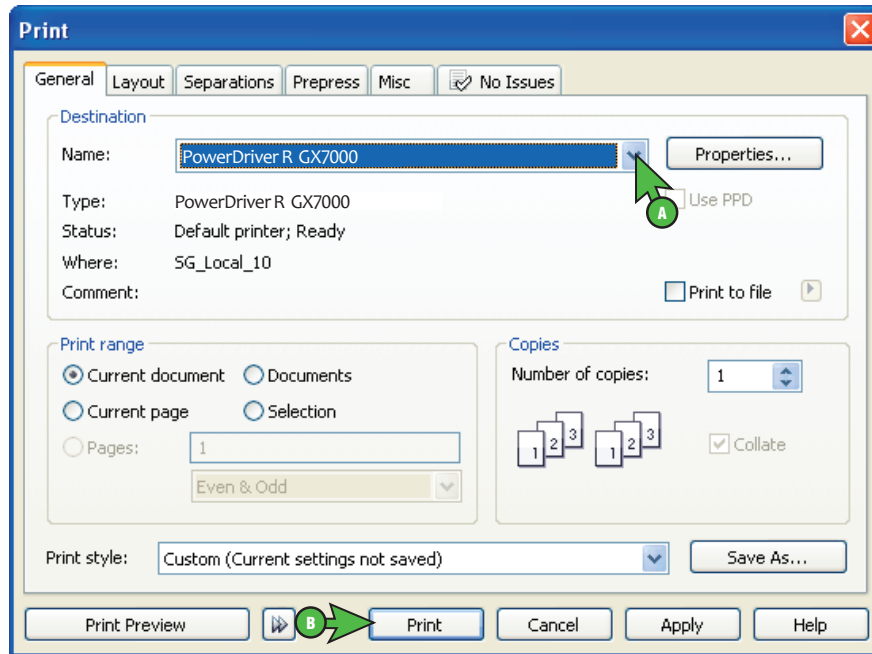 Print
General Layout Separations Prepress Misc No Issues
Destination
Name: PowerDriver R GX7000 Properties...
A
Type: PowerDriver R GX7000 Use PPD
Status: Default printer; Ready
Where: SG_Local_10
Comment: Print to file
Print range
Current document Documents
Current page Selection
Pages: 1
Even & Odd
Copies
Number of copies: 1
1 2 3 1 2 3
Collate
Print style: Custom (Current settings not saved) Save As...
Print Preview B Print Cancel Apply Help